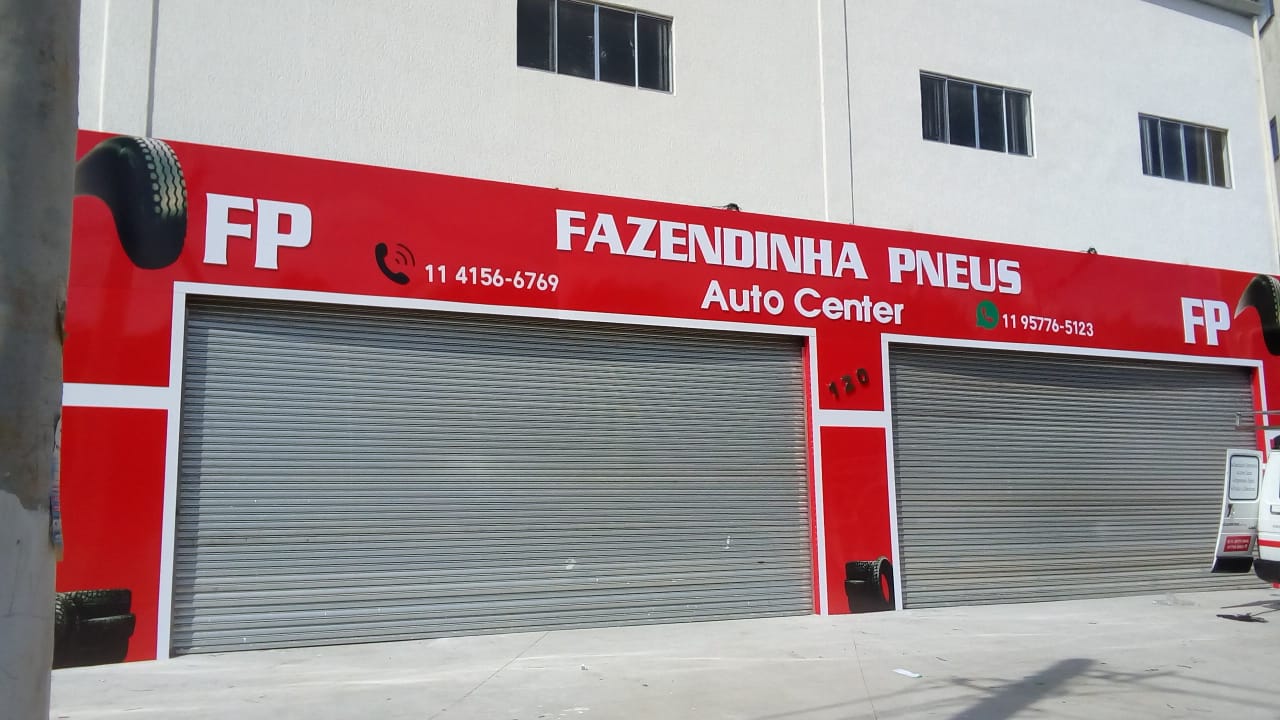 FP
11 4156-6769
FAZENDINHA PNEUS
Auto Center
11 95776-5123
FP
120